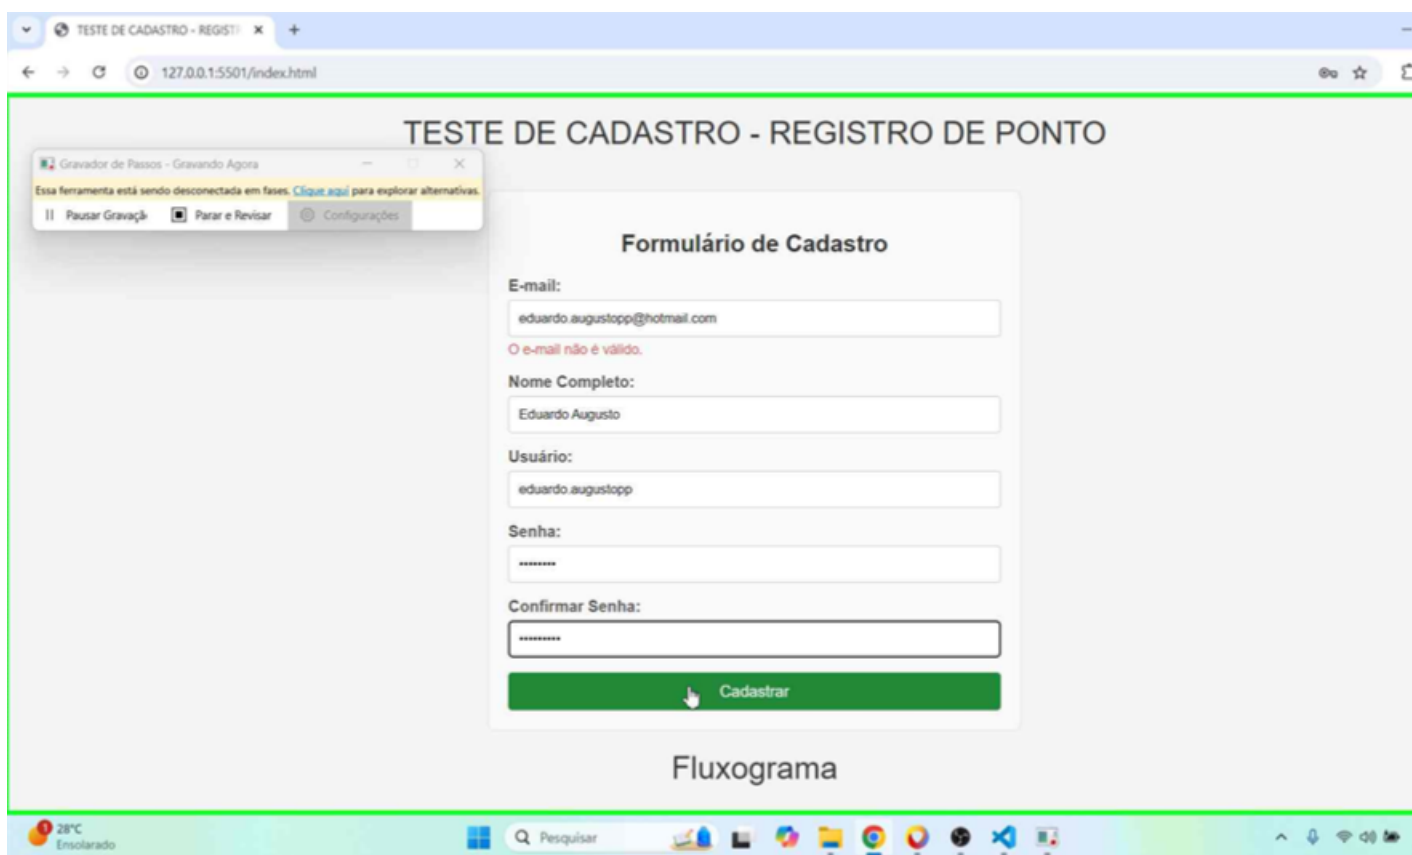 TESTE DE CADASTRO - REGISTR
127.0.0.1:5501/index.html
TESTE DE CADASTRO - REGISTRO DE PONTO
Gravador de Passos - Gravando Agora
Essa ferramenta está sendo desconectada em fases. Clique aqui para explorar alternativas.
Pausar Gravaçã
Parar e Revisar
Configurações
Formulário de Cadastro
E-mail:
eduardo.augustopp@hotmail.com
O e-mail não é válido.
Nome Completo:
Eduardo Augusto
Usuário:
eduardo.augustopp
Senha:
••••••••
Confirmar Senha:
•••••••••
Cadastrar
Fluxograma
1
28°C
Ensolarado
Pesquisar